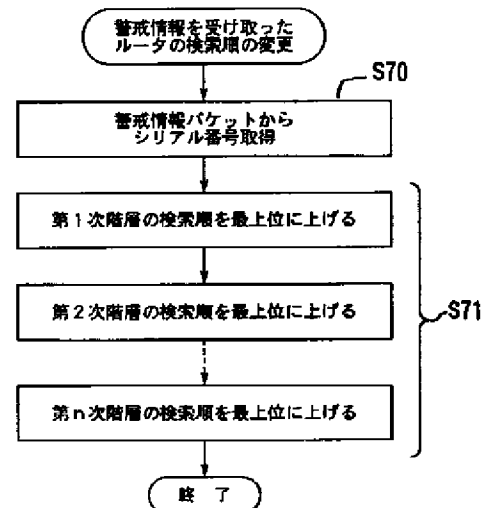 警戒情報を受け取った
ルータの検索順の変更
S70
警戒情報パケットから
シリアル番号取得
第1次階層の検索順を最上位に上げる
第2次階層の検索順を最上位に上げる
S71
第n次階層の検索順を最上位に上げる
終 了